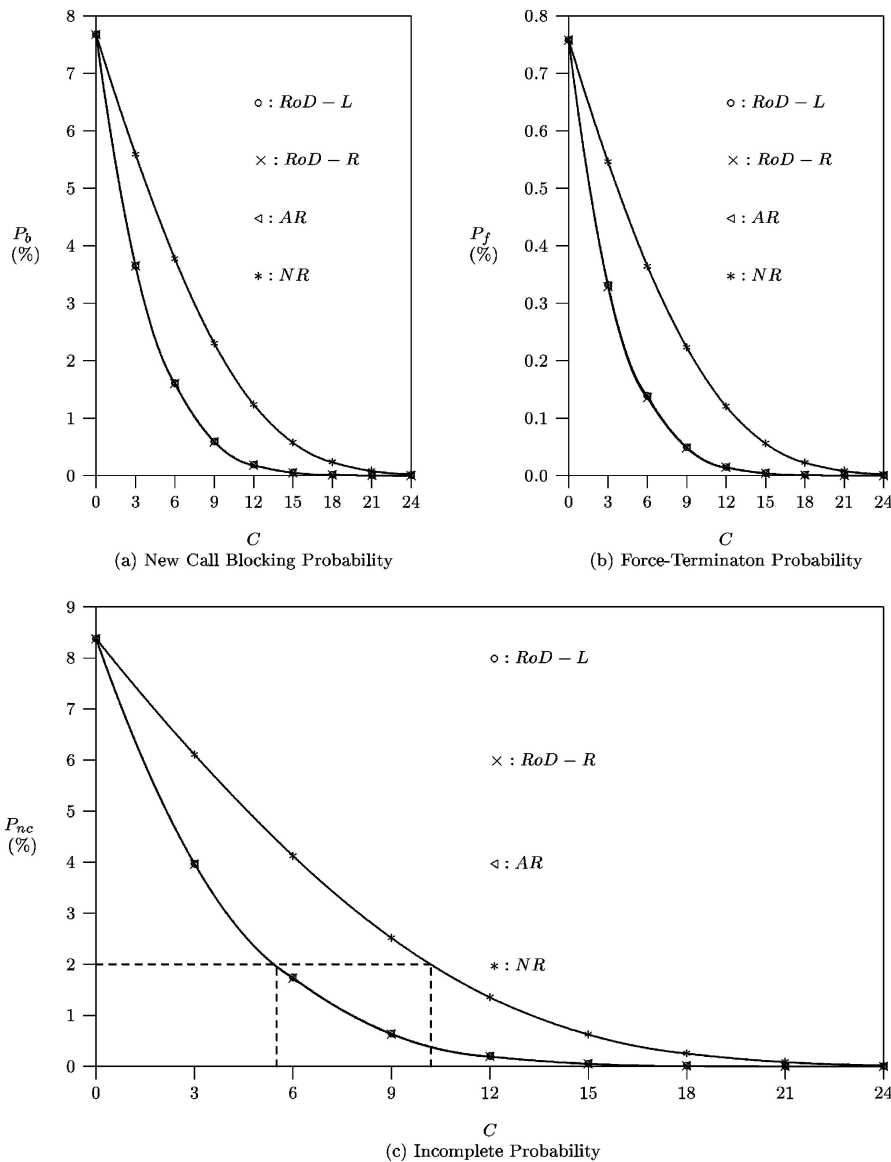 8
7
6
5
4
3
2
1
0
P_b
(%)
○ : RoD − L
× : RoD − R
◁ : AR
* : NR
0 3 6 9 12 15 18 21 24
C
(a) New Call Blocking Probability
0.8
0.7
0.6
0.5
0.4
0.3
0.2
0.1
0.0
P_f
(%)
○ : RoD − L
× : RoD − R
◁ : AR
* : NR
0 3 6 9 12 15 18 21 24
C
(b) Force-Terminaton Probability
9
8
7
6
5
4
3
2
1
0
P_nc
(%)
○ : RoD − L
× : RoD − R
◁ : AR
* : NR
0 3 6 9 12 15 18 21 24
C
(c) Incomplete Probability